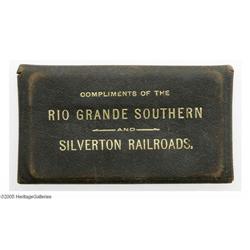 COMPLIMENTS OF THE
RIO GRANDE SOUTHERN
AND
SILVERTON RAILROADS.
©2005 HeritageGalleries